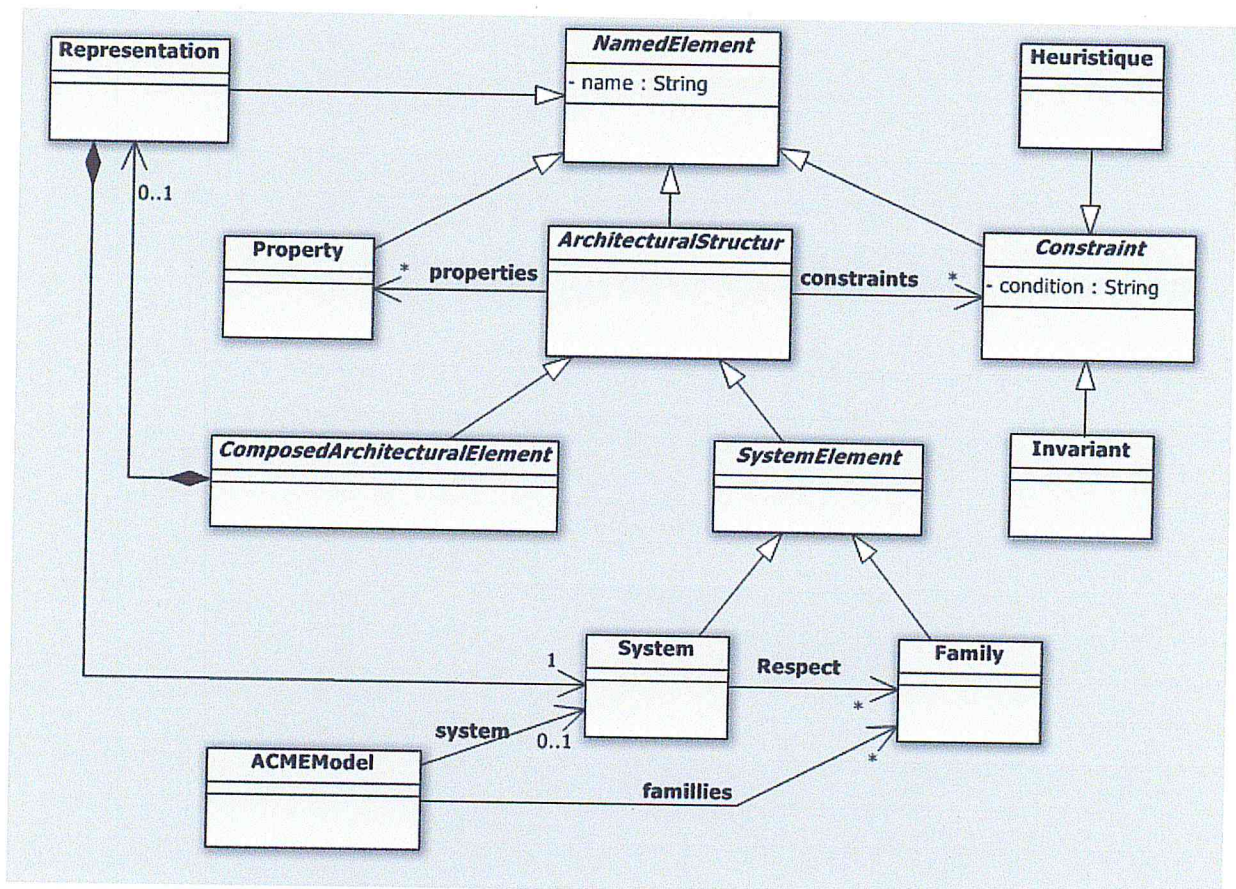 Representation
NamedElement
- name : String
Heuristique
0..1
Property
* properties
ArchitecturalStructur
constraints *
Constraint
- condition : String
ComposedArchitecturalElement
SystemElement
Invariant
1
System
Respect
*
Family
system
0..1
ACMEModel
famillies
*